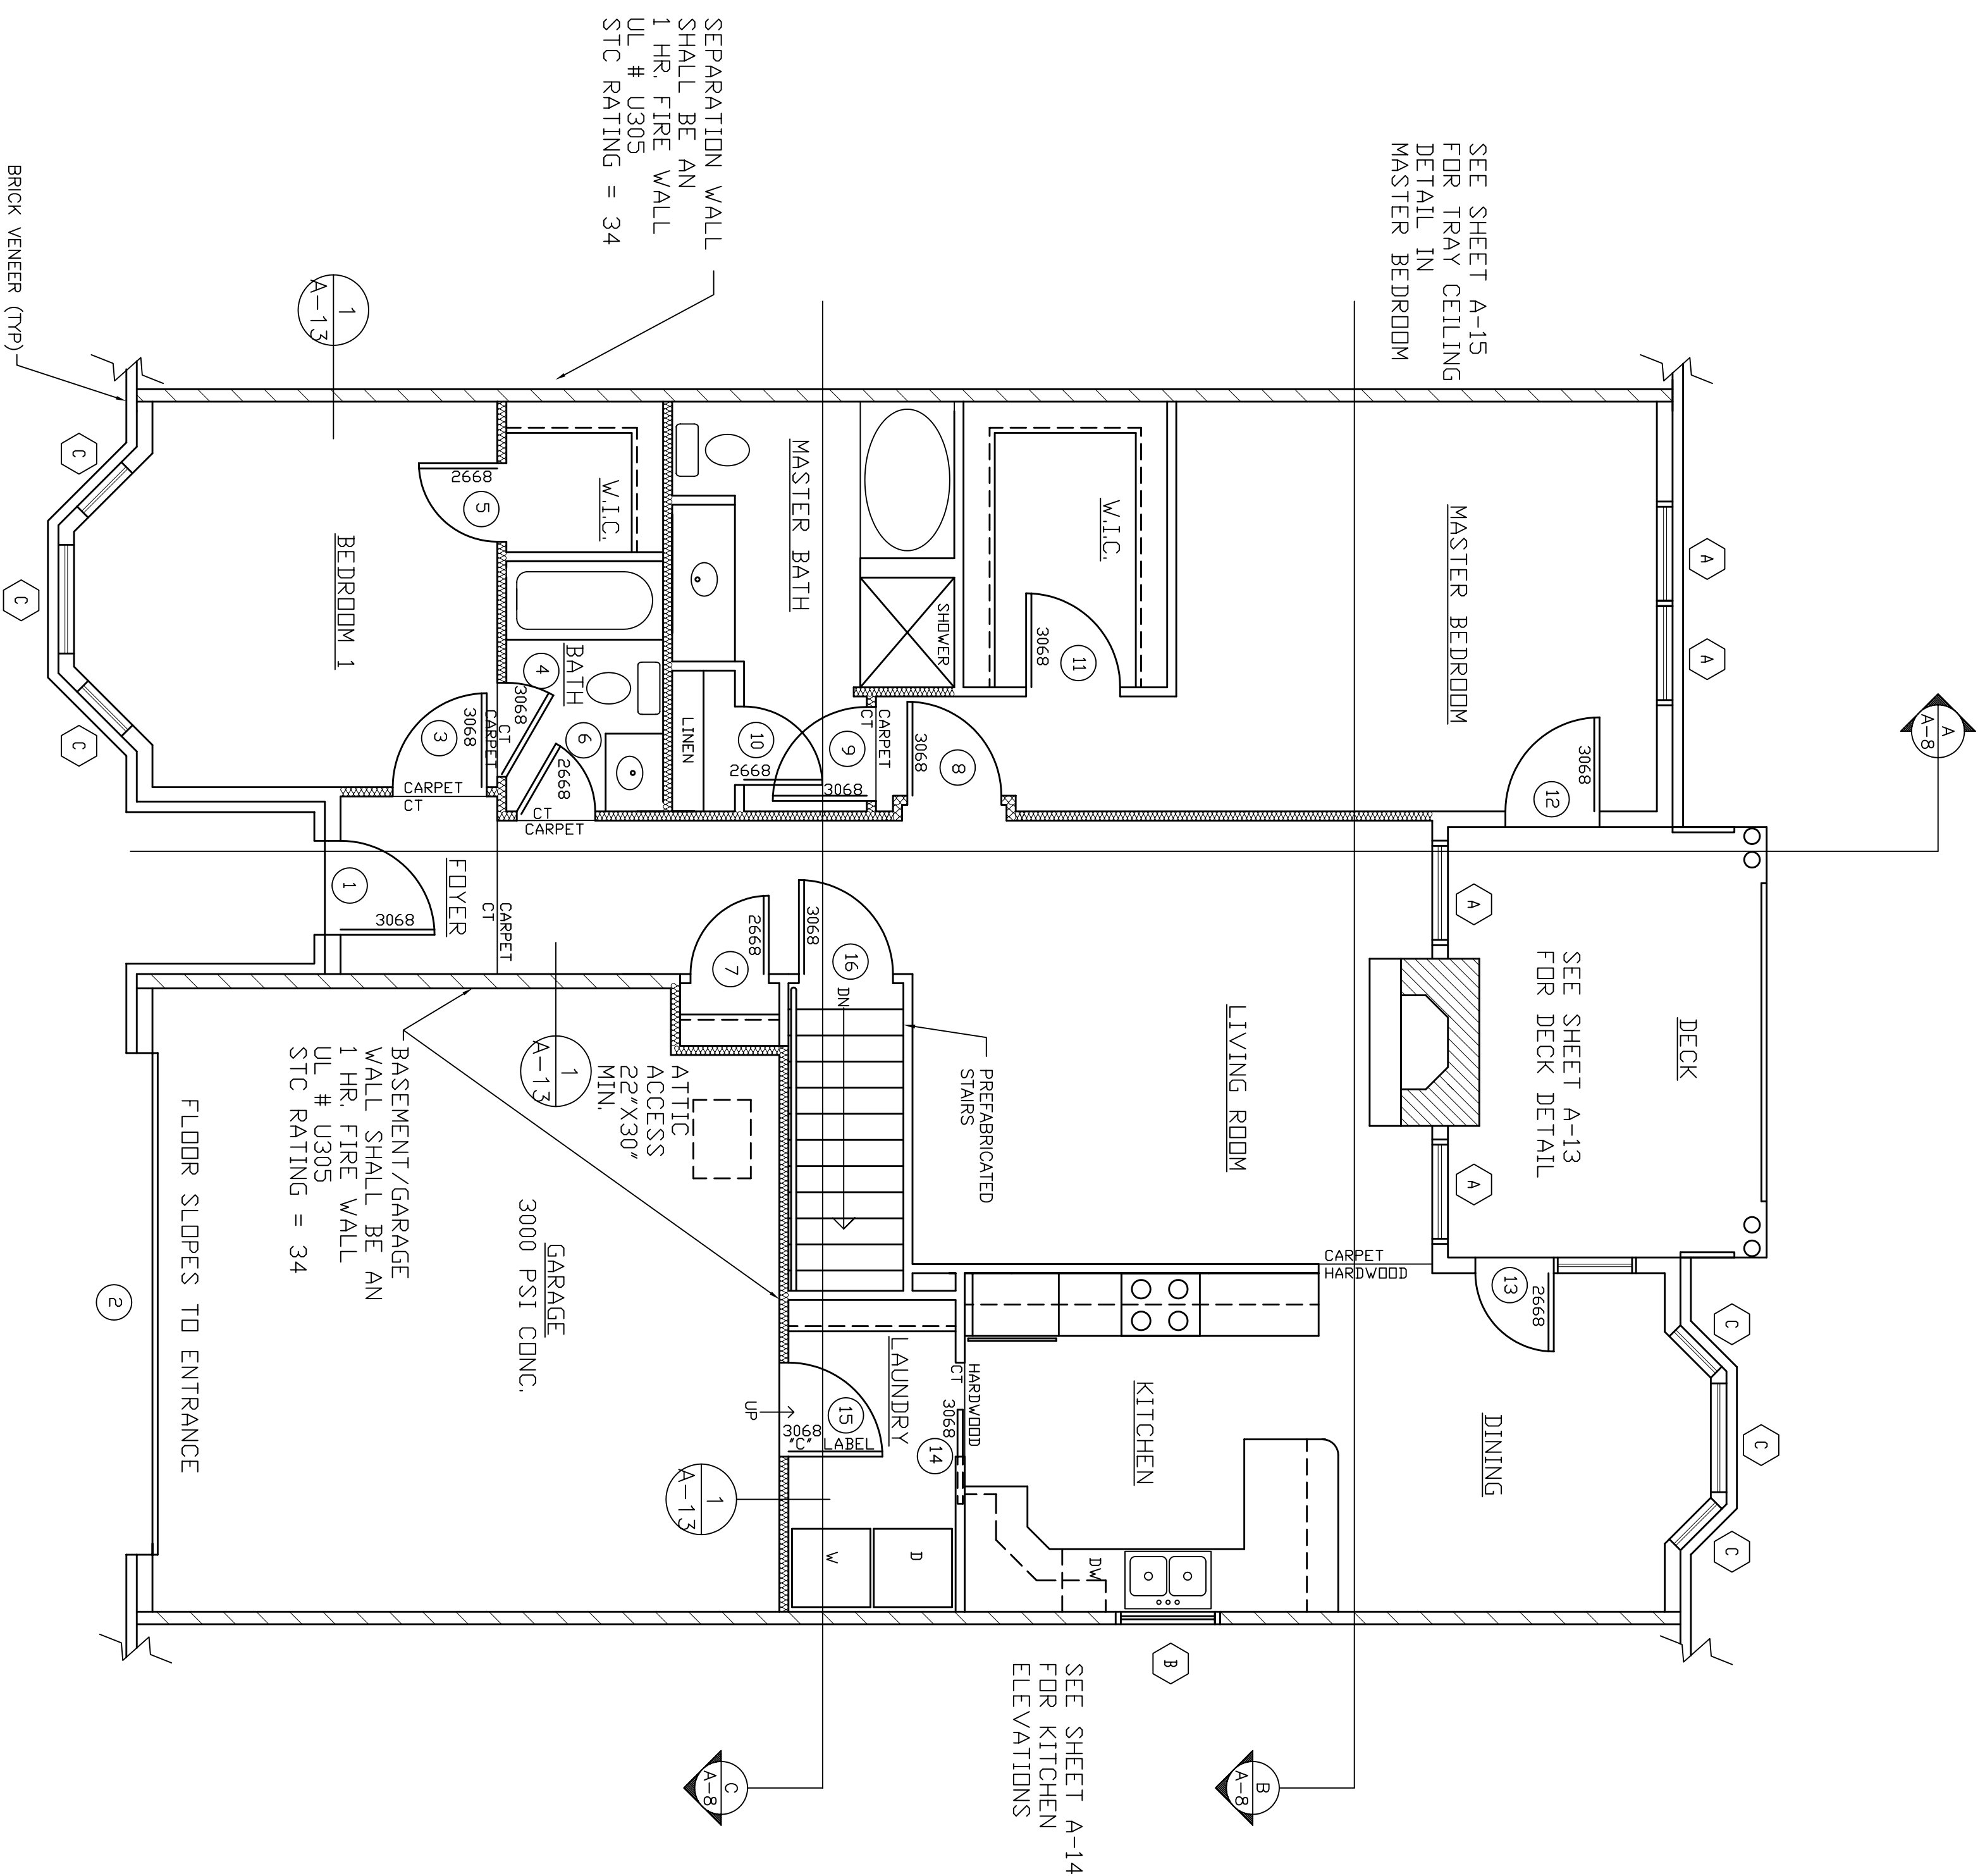 SEE SHEET A-15
FOR TRAY CEILING
DETAIL IN
MASTER BEDROOM
SEPARATION WALL
SHALL BE AN
1 HR. FIRE WALL
UL # U305
STC RATING = 34
BRICK VENEER (TYP)
1
A-13
A
A-8
A
A
MASTER BEDROOM
12
3068
W.I.C.
11
3068
8
3068
SHOWER
MASTER BATH
CARPET
CT
9
3068
10
2668
LINEN
W.I.C.
5
2668
BATH
4
3068
6
2668
CT
CARPET
CT
CARPET
3
3068
CARPET
CT
BEDROOM 1
C
C
C
1
3068
FOYER
CARPET
CT
DECK
SEE SHEET A-13
FOR DECK DETAIL
A
A
LIVING ROOM
PREFABRICATED
STAIRS
16
3068
DN
7
2668
ATTIC
ACCESS
22"X30"
MIN.
1
A-13
BASEMENT/GARAGE
WALL SHALL BE AN
1 HR. FIRE WALL
UL # U305
STC RATING = 34
GARAGE
3000 PSI CONC.
FLOOR SLOPES TO ENTRANCE
2
CARPET
HARDWOOD
13
2668
C
C
C
DINING
KITCHEN
DW
HARDWOOD
CT
3068
14
LAUNDRY
15
3068
"C" LABEL
UP
D
W
1
A-13
B
SEE SHEET A-14
FOR KITCHEN
ELEVATIONS
B
A-8
C
A-8